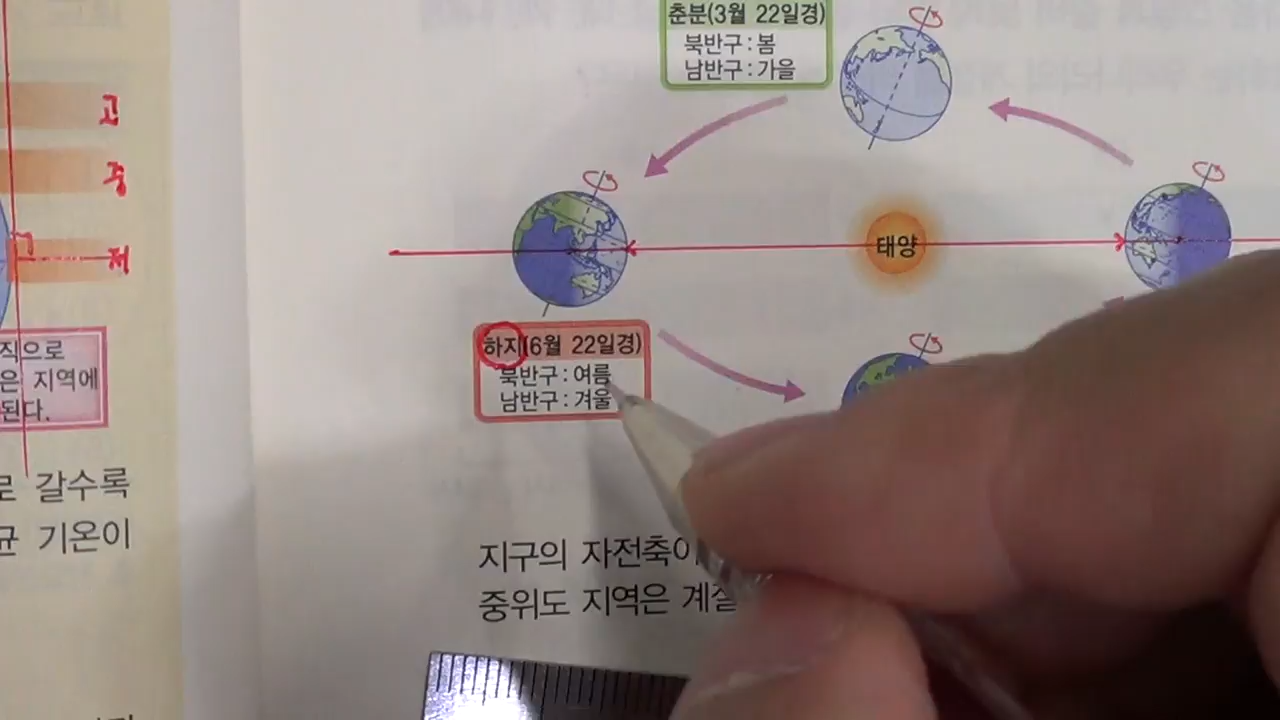 춘분(3월 22일경)
북반구 : 봄
남반구 : 가을
고
중
저
태양
하지(6월 22일경)
북반구 : 여름
남반구 : 겨울
직으로
은 지역에
된다.
로 갈수록
균 기온이
지구의 자전축이
중위도 지역은 계절